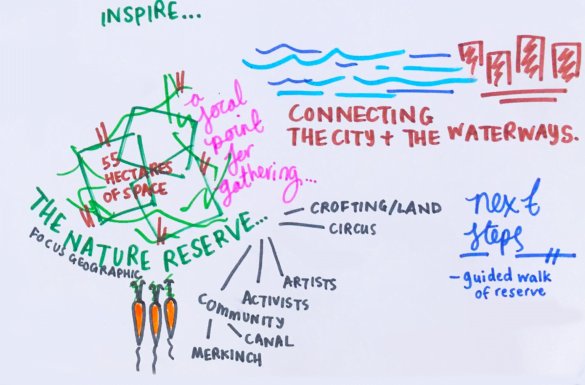 INSPIRE...
a
focal
point
for
gathering...
CONNECTING
THE CITY + THE WATERWAYS.
55
HECTARES
OF SPACE
THE NATURE RESERVE...
FOCUS GEOGRAPHIC
CROFTING/LAND
CIRCUS
ARTISTS
ACTIVISTS
COMMUNITY
CANAL
MERKINCH
next
steps
- guided walk
of reserve